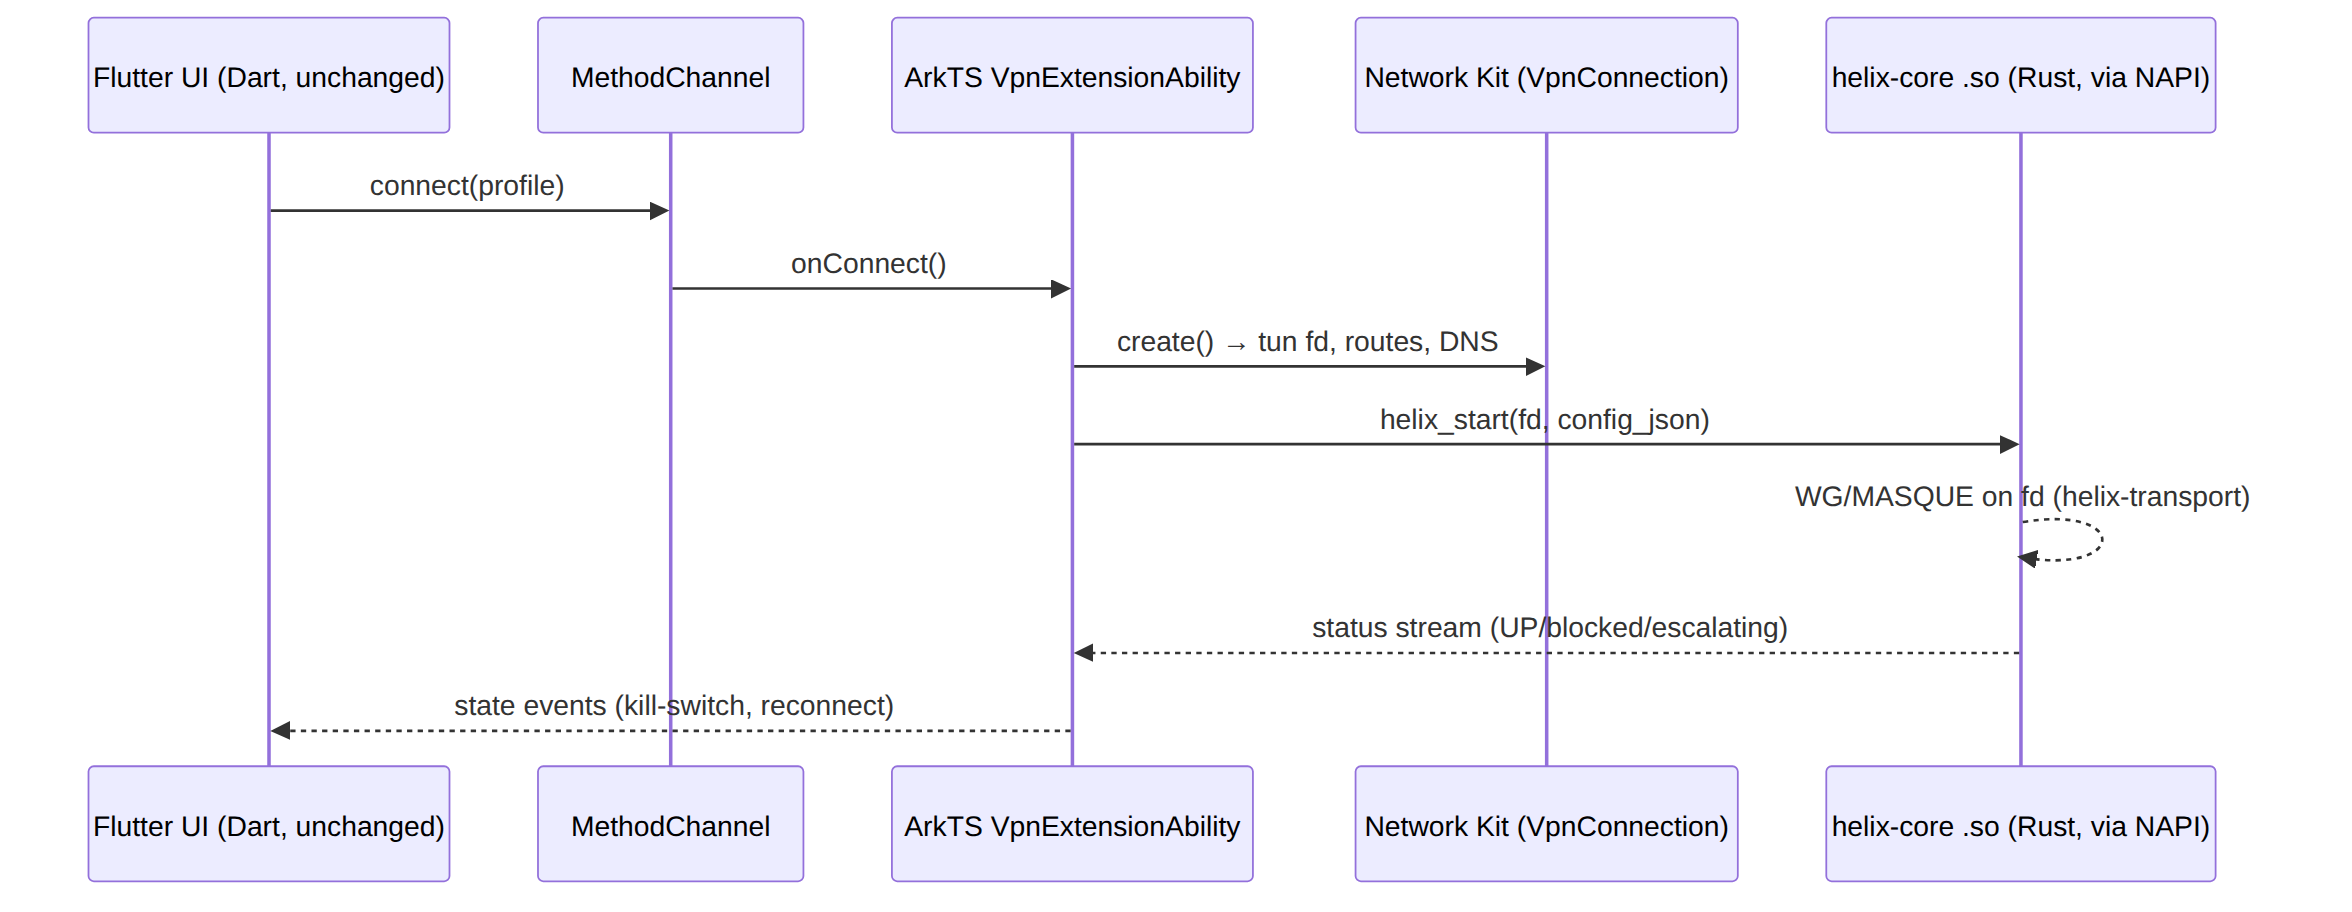 Flutter UI (Dart, unchanged)
MethodChannel
ArkTS VpnExtensionAbility
Network Kit (VpnConnection)
helix-core .so (Rust, via NAPI)
connect(profile)
onConnect()
create() → tun fd, routes, DNS
helix_start(fd, config_json)
WG/MASQUE on fd (helix-transport)
status stream (UP/blocked/escalating)
state events (kill-switch, reconnect)
Flutter UI (Dart, unchanged)
MethodChannel
ArkTS VpnExtensionAbility
Network Kit (VpnConnection)
helix-core .so (Rust, via NAPI)